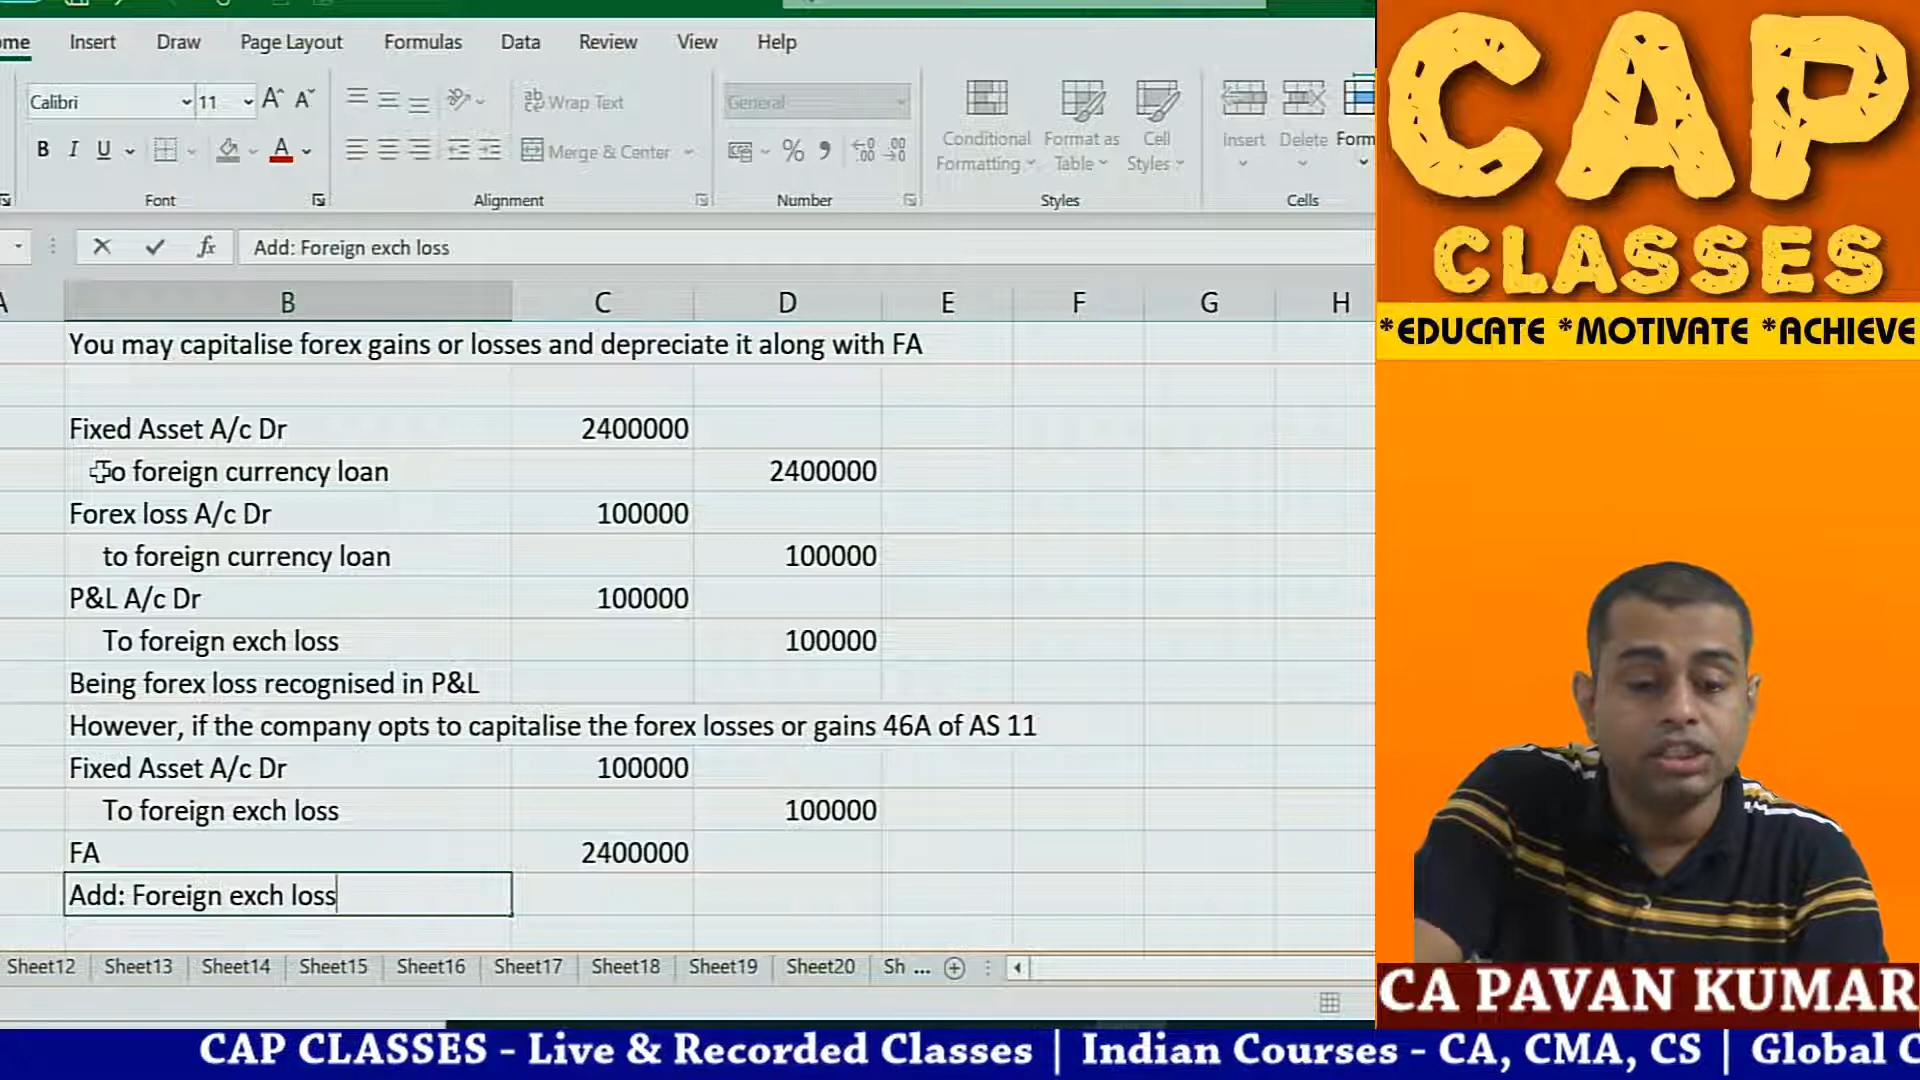 ome Insert Draw Page Layout Formulas Data Review View Help
Calibri 11 A A Wrap Text General
B I U A Merge & Center % Conditional Formatting Format as Table Cell Styles Insert Delete Form
Font Alignment Number Styles Cells
fx Add: Foreign exch loss
A B C D E F G H
You may capitalise forex gains or losses and depreciate it along with FA
Fixed Asset A/c Dr 2400000
To foreign currency loan 2400000
Forex loss A/c Dr 100000
to foreign currency loan 100000
P&L A/c Dr 100000
To foreign exch loss 100000
Being forex loss recognised in P&L
However, if the company opts to capitalise the forex losses or gains 46A of AS 11
Fixed Asset A/c Dr 100000
To foreign exch loss 100000
FA 2400000
Add: Foreign exch loss
Sheet12 Sheet13 Sheet14 Sheet15 Sheet16 Sheet17 Sheet18 Sheet19 Sheet20 Sh ...
CAP
CLASSES
*EDUCATE *MOTIVATE *ACHIEVE
CA PAVAN KUMAR
CAP CLASSES - Live & Recorded Classes | Indian Courses - CA, CMA, CS | Global C